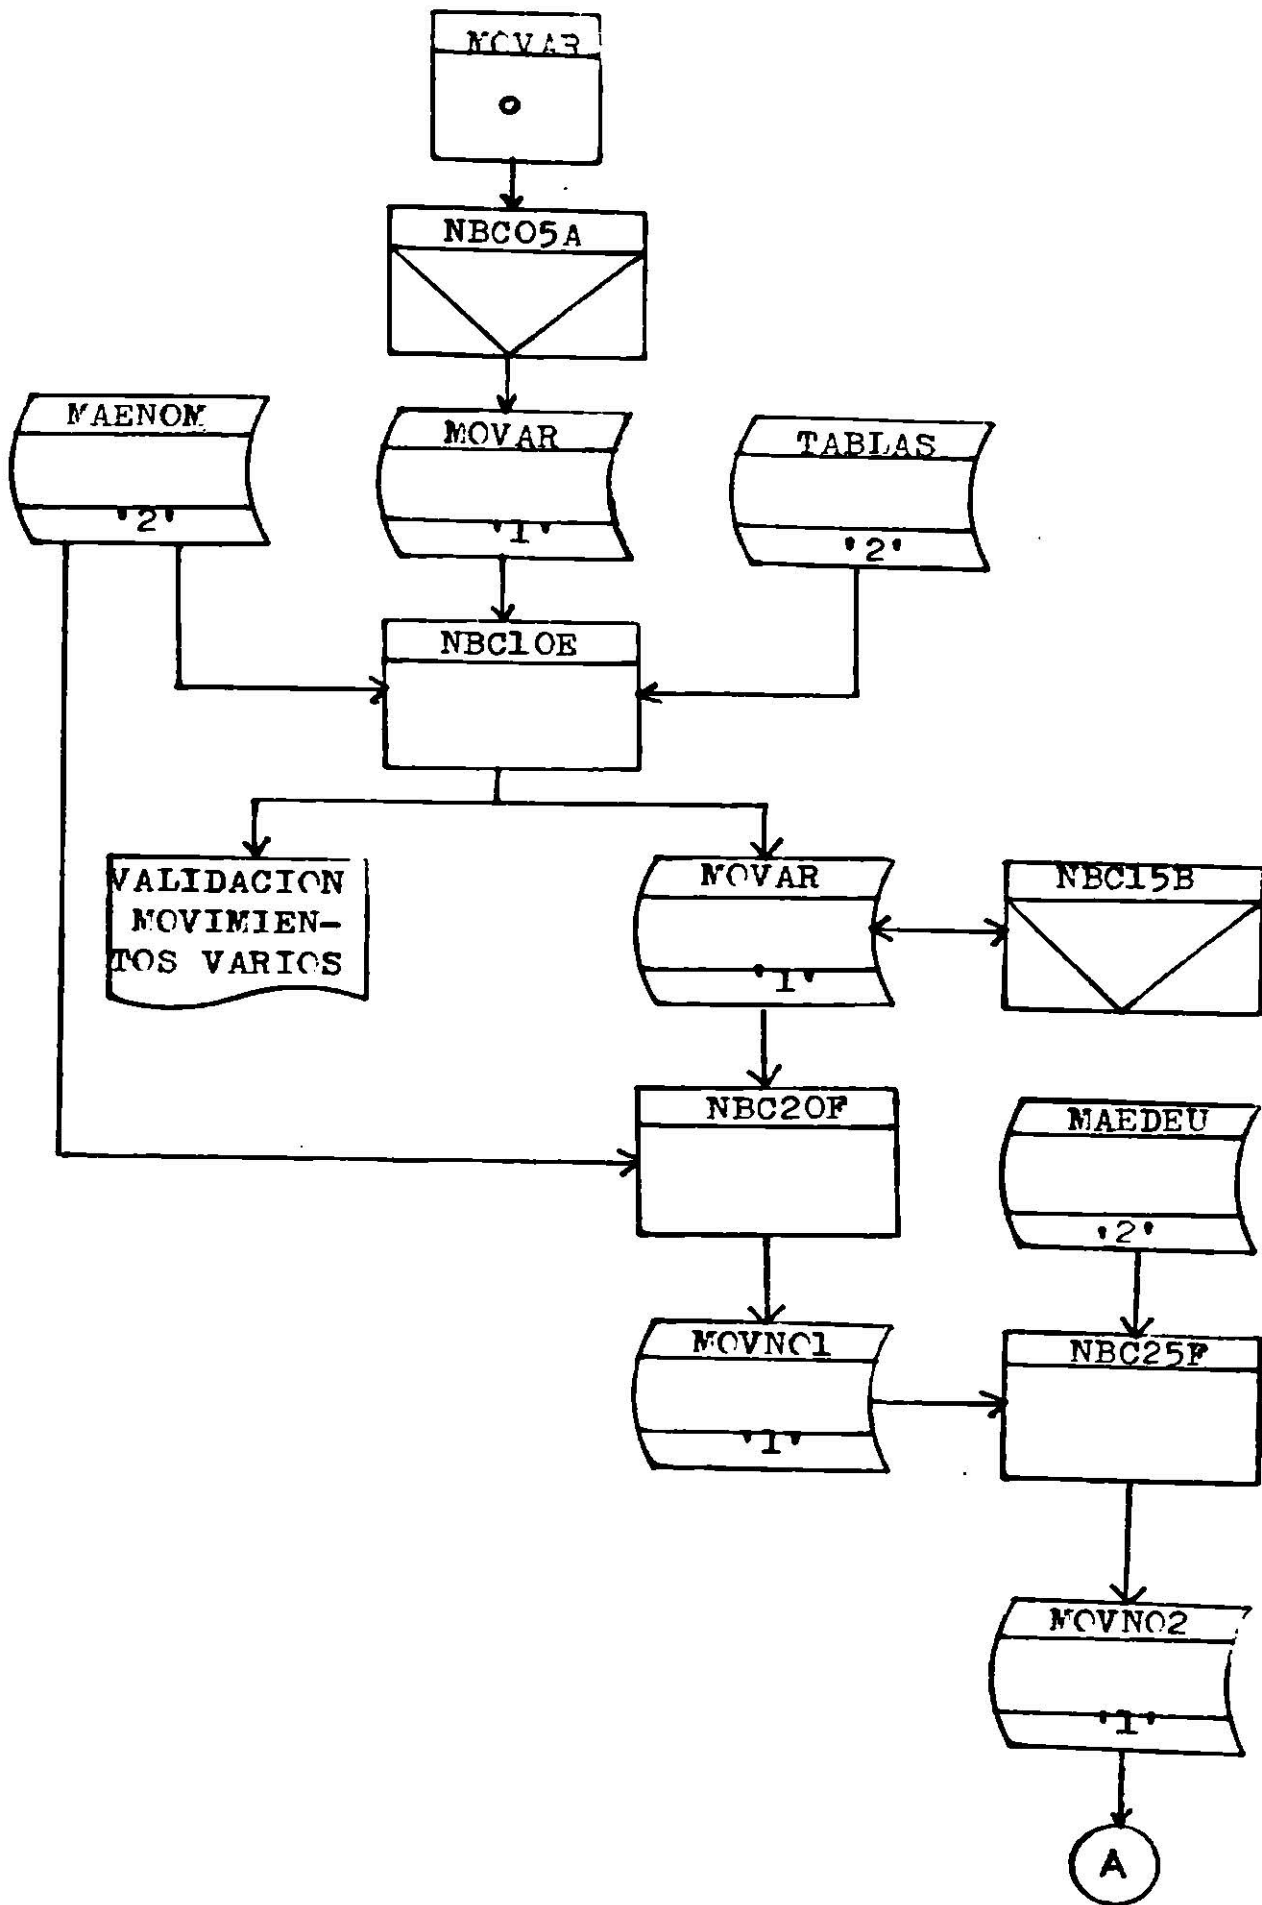 MOVAR
o
NBC05A
MAENOM
MOVAR
TABLAS
'2'
'1'
'2'
NBC10E
VALIDACION
MOVIMIEN-
TOS VARIOS
MOVAR
NBC15B
'1'
NBC20F
MAEDEU
'2'
MOVNO1
NBC25F
'1'
MOVNO2
'1'
A